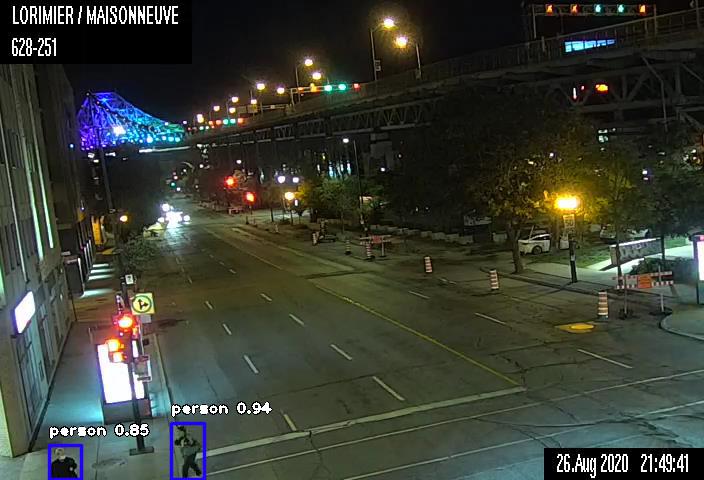 LORIMIER / MAISONNEUVE
628-251
person 0.94
person 0.85
26.Aug 2020 21:49:41